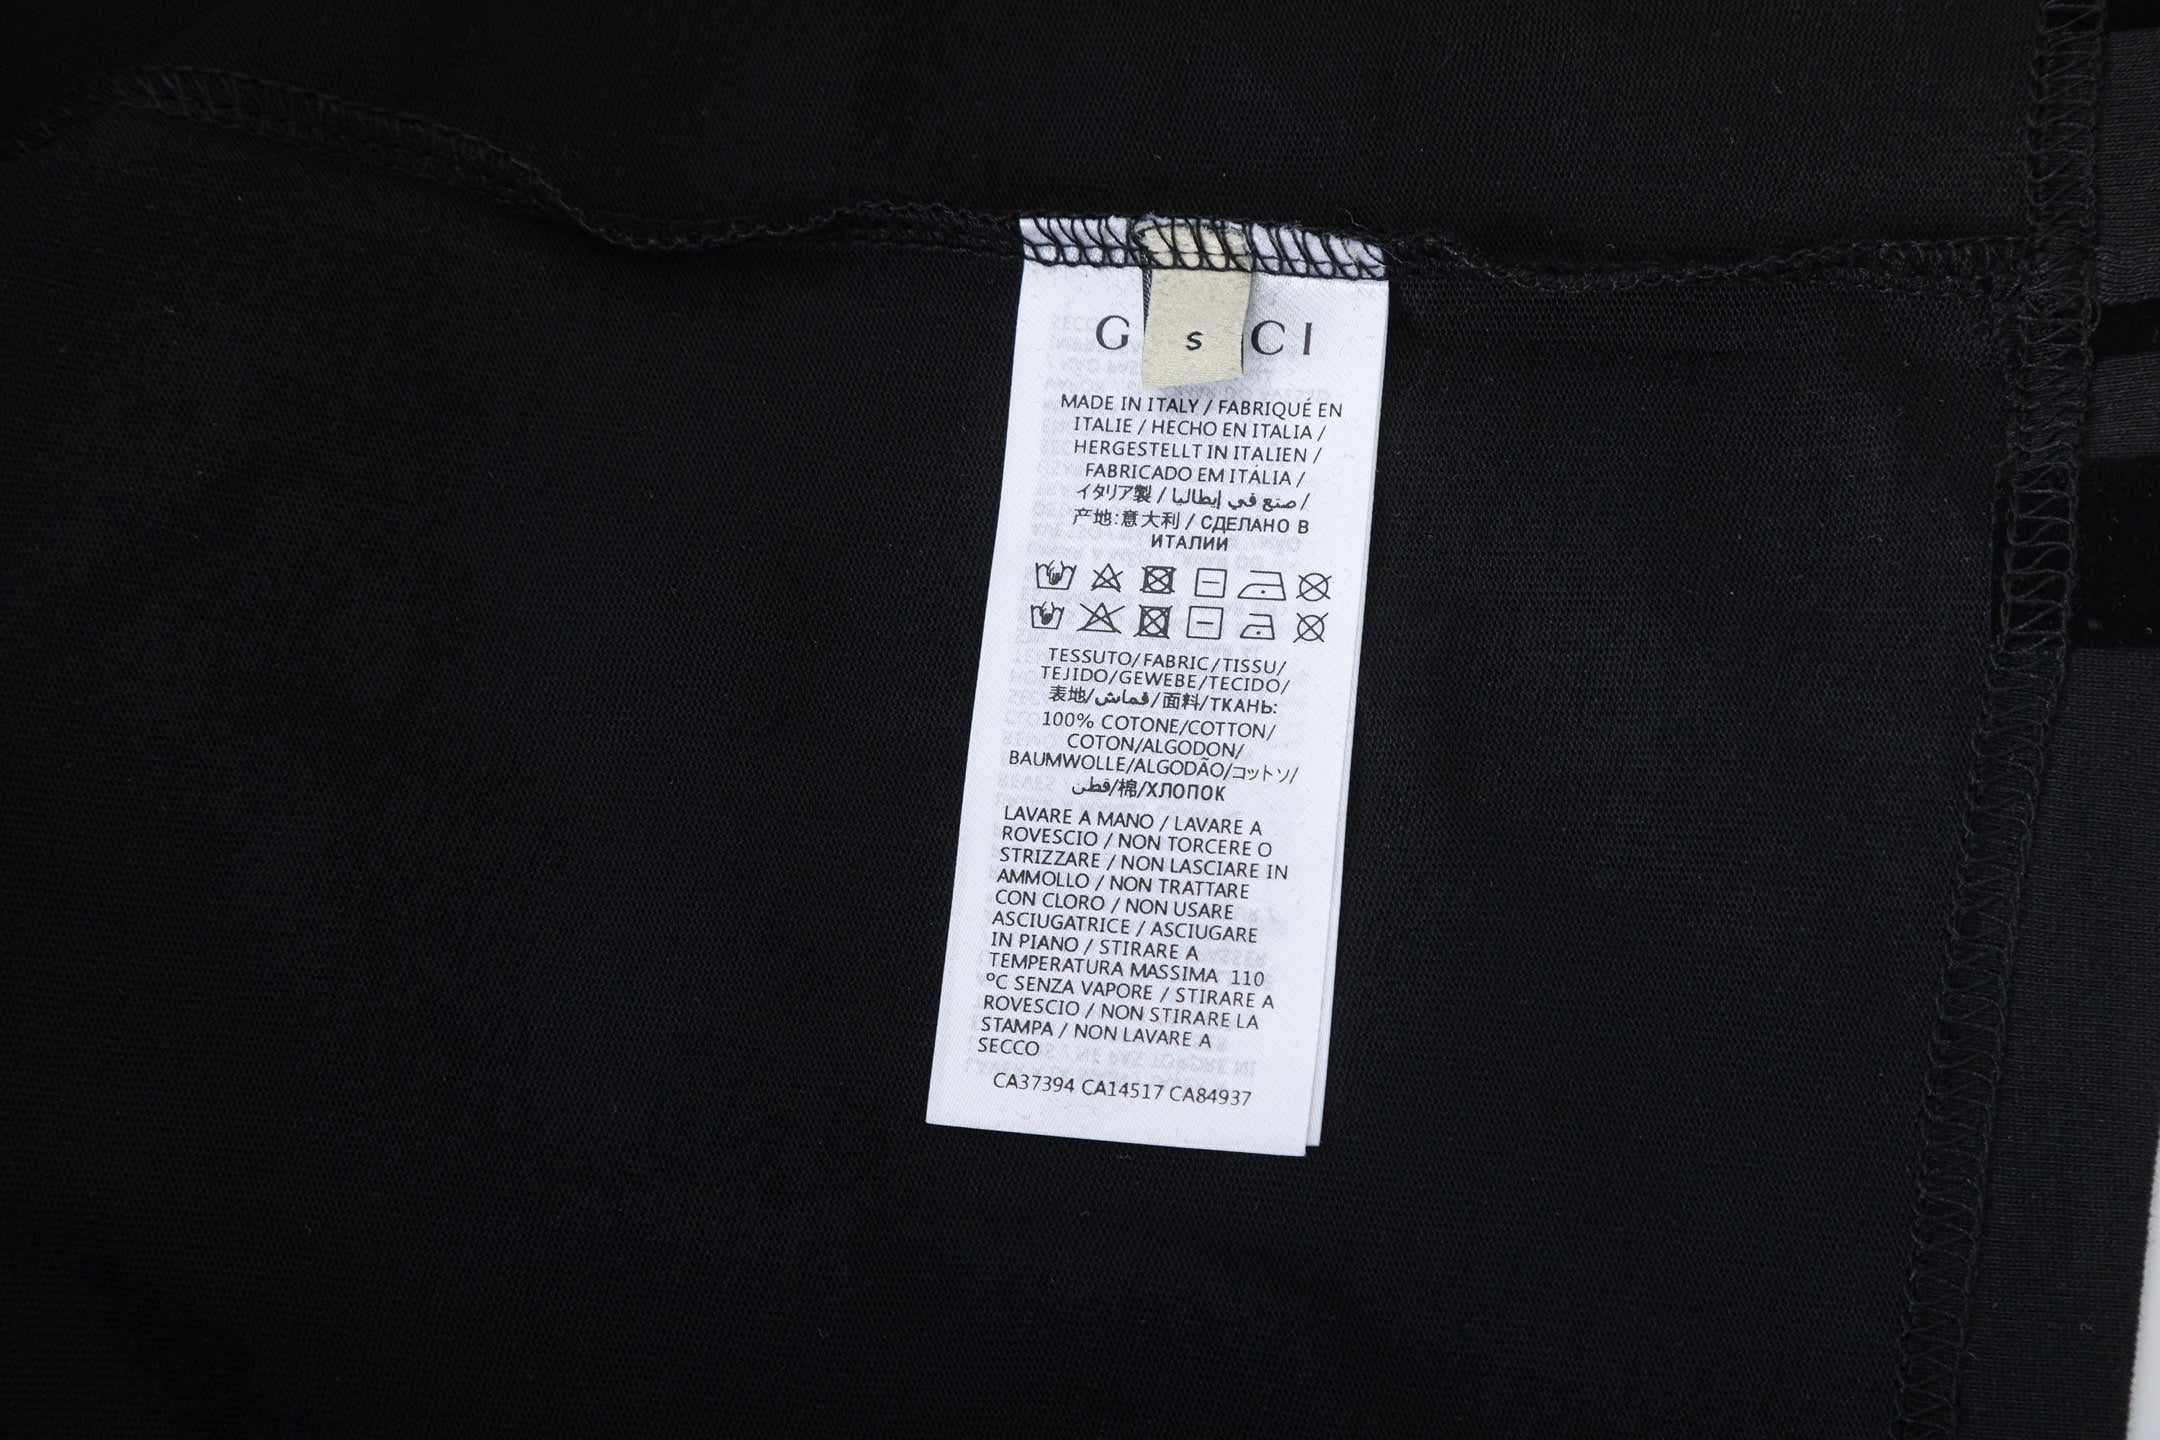 G CI
S
MADE IN ITALY / FABRIQUÉ EN
ITALIE / HECHO EN ITALIA /
HERGESTELLT IN ITALIEN /
FABRICADO EM ITÁLIA /
イタリア製 / صنع في إيطاليا /
产地:意大利 / СДЕЛАНО В
ИТАЛИИ
TESSUTO/FABRIC/TISSU/
TEJIDO/GEWEBE/TECIDO/
表地/قماش/面料/ТКАНЬ:
100% COTONE/COTTON/
COTON/ALGODON/
BAUMWOLLE/ALGODÃO/コットン/
قطن/棉/ХЛОПОК
LAVARE A MANO / LAVARE A
ROVESCIO / NON TORCERE O
STRIZZARE / NON LASCIARE IN
AMMOLLO / NON TRATTARE
CON CLORO / NON USARE
ASCIUGATRICE / ASCIUGARE
IN PIANO / STIRARE A
TEMPERATURA MASSIMA 110
°C SENZA VAPORE / STIRARE A
ROVESCIO / NON STIRARE LA
STAMPA / NON LAVARE A
SECCO
CA37394 CA14517 CA84937